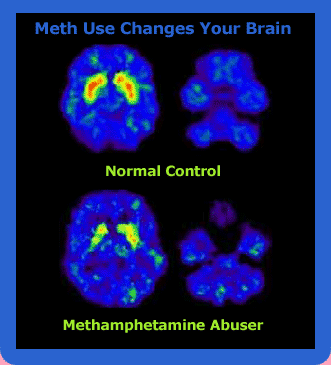 Meth Use Changes Your Brain
Normal Control
Methamphetamine Abuser